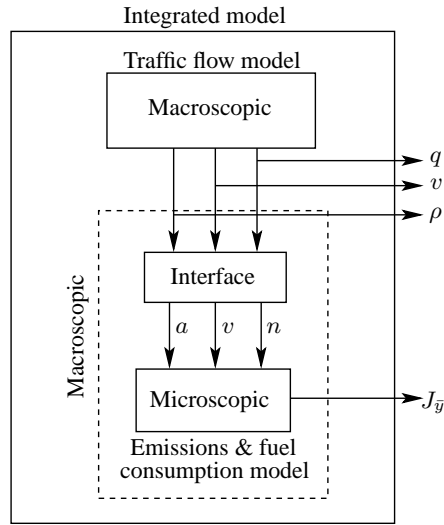 Integrated model
Traffic flow model
Macroscopic
q
v
ρ
Interface
Macroscopic
a v n
Microscopic
J_ȳ
Emissions & fuel
consumption model